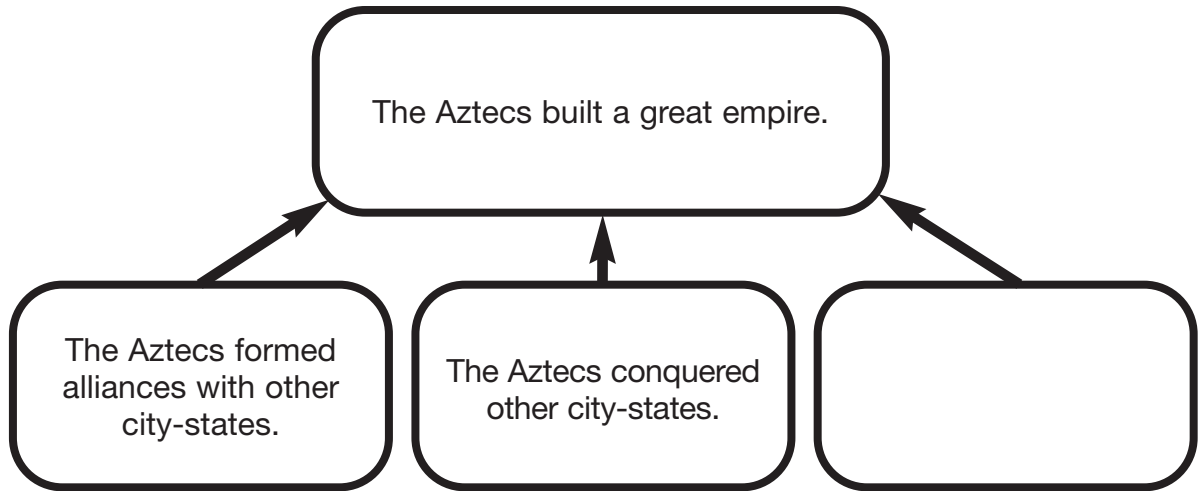 The Aztecs built a great empire.
The Aztecs formed
alliances with other
city-states.
The Aztecs conquered
other city-states.